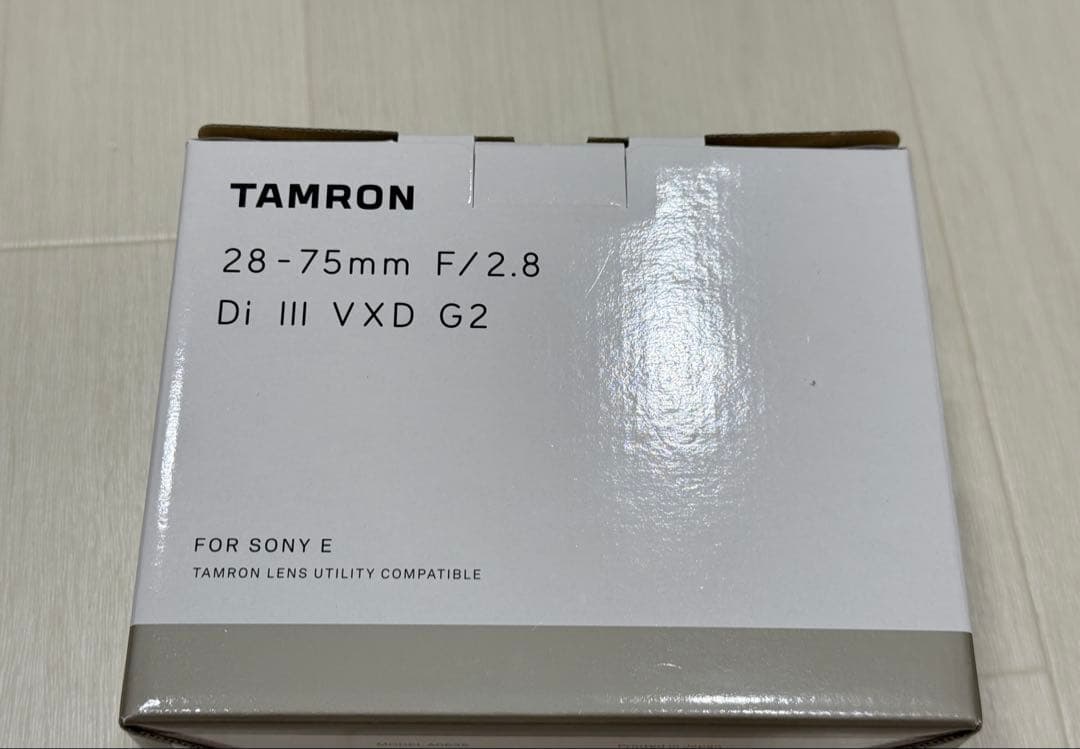 TAMRON
28-75mm F/2.8
Di III VXD G2
FOR SONY E
TAMRON LENS UTILITY COMPATIBLE